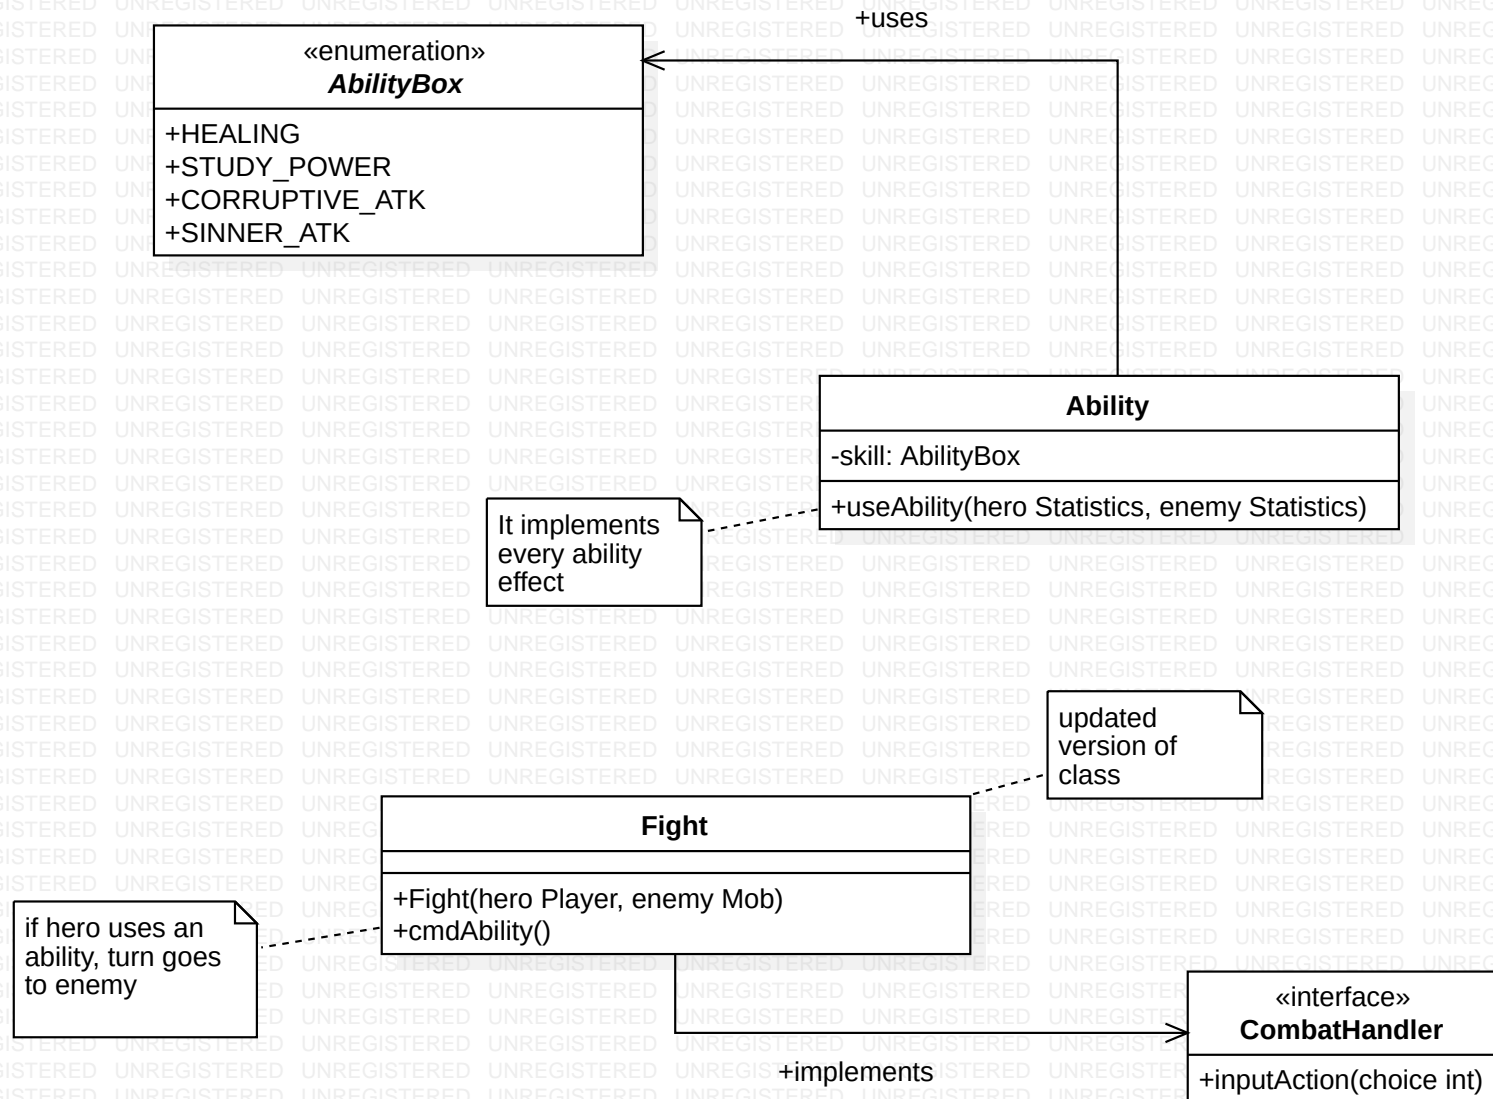 +uses
«enumeration»
AbilityBox
+HEALING
+STUDY_POWER
+CORRUPTIVE_ATK
+SINNER_ATK
Ability
-skill: AbilityBox
+useAbility(hero Statistics, enemy Statistics)
It implements
every ability
effect
updated
version of
class
Fight
+Fight(hero Player, enemy Mob)
+cmdAbility()
if hero uses an
ability, turn goes
to enemy
«interface»
CombatHandler
+inputAction(choice int)
+implements
UNREGISTERED